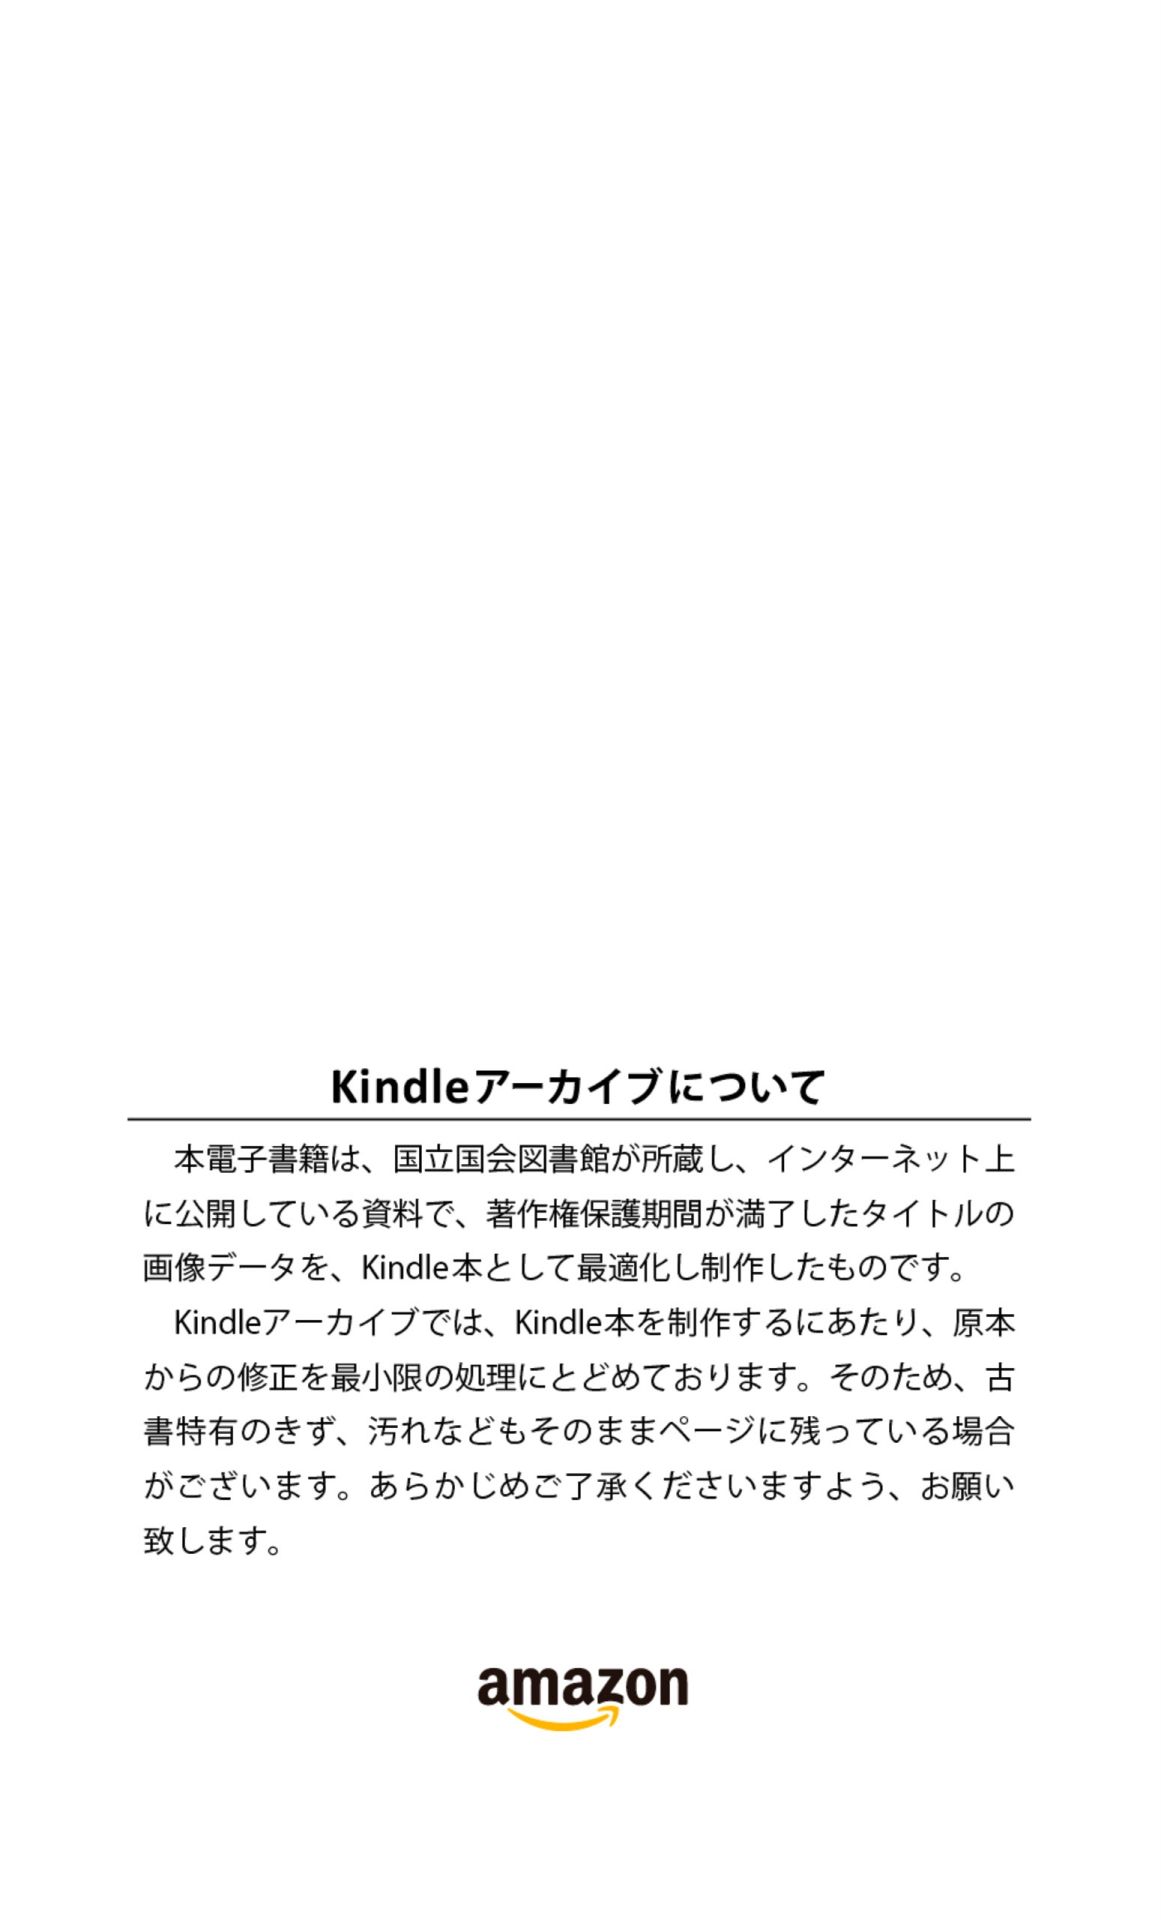 Kindleアーカイブについて
　本電子書籍は、国立国会図書館が所蔵し、インターネット上
に公開している資料で、著作権保護期間が満了したタイトルの
画像データを、Kindle本として最適化し制作したものです。
　Kindleアーカイブでは、Kindle本を制作するにあたり、原本
からの修正を最小限の処理にとどめております。そのため、古
書特有のきず、汚れなどもそのままページに残っている場合
がございます。あらかじめご了承くださいますよう、お願い
致します。
amazon